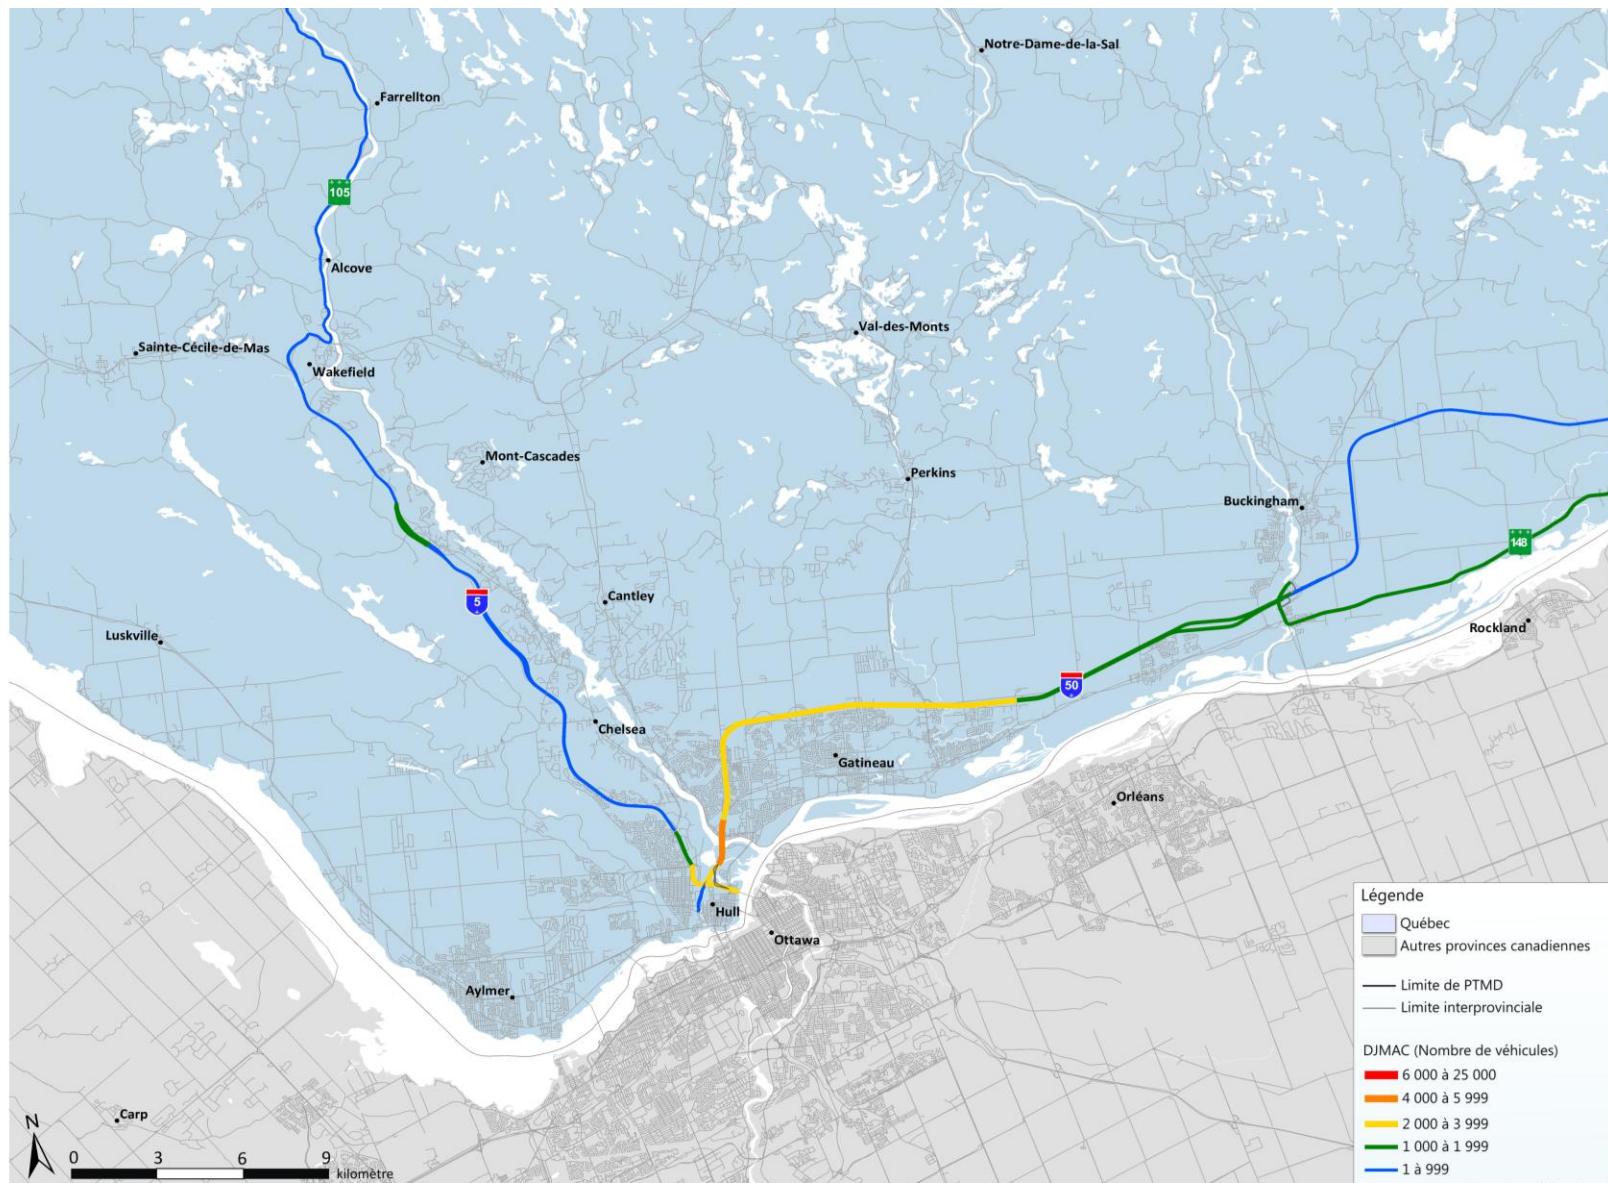 Notre-Dame-de-la-Sal
Farrellton
105
Alcove
Val-des-Monts
Sainte-Cécile-de-Mas
Wakefield
Mont-Cascades
Perkins
Buckingham
148
5
Cantley
Luskville
Rockland
50
Chelsea
Gatineau
Orléans
Hull
Ottawa
Aylmer
Carp
N
0 3 6 9
kilomètre
Légende
Québec
Autres provinces canadiennes
Limite de PTMD
Limite interprovinciale
DJMAC (Nombre de véhicules)
6 000 à 25 000
4 000 à 5 999
2 000 à 3 999
1 000 à 1 999
1 à 999